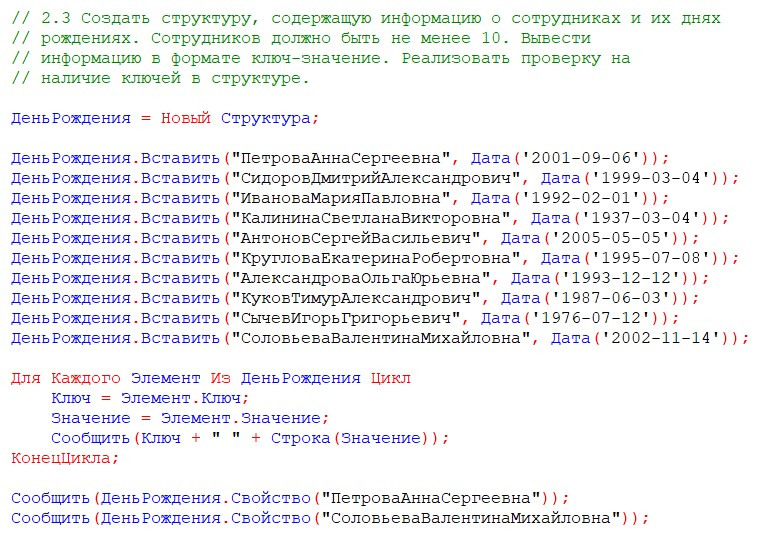 // 2.3 Создать структуру, содержащую информацию о сотрудниках и их днях
// рождениях. Сотрудников должно быть не менее 10. Вывести
// информацию в формате ключ-значение. Реализовать проверку на
// наличие ключей в структуре.
ДеньРождения = Новый Структура;
ДеньРождения.Вставить("ПетроваАннаСергеевна", Дата('2001-09-06'));
ДеньРождения.Вставить("СидоровДмитрийАлександрович", Дата('1999-03-04'));
ДеньРождения.Вставить("ИвановаМарияПавловна", Дата('1992-02-01'));
ДеньРождения.Вставить("КалининаСветланаВикторовна", Дата('1937-03-04'));
ДеньРождения.Вставить("АнтоновСергейВасильевич", Дата('2005-05-05'));
ДеньРождения.Вставить("КругловаЕкатеринаРобертовна", Дата('1995-07-08'));
ДеньРождения.Вставить("АлександроваОльгаЮрьевна", Дата('1993-12-12'));
ДеньРождения.Вставить("КуковТимурАлександрович", Дата('1987-06-03'));
ДеньРождения.Вставить("СычевИгорьГригорьевич", Дата('1976-07-12'));
ДеньРождения.Вставить("СоловьеваВалентинаМихайловна", Дата('2002-11-14'));
Для Каждого Элемент Из ДеньРождения Цикл
    Ключ = Элемент.Ключ;
    Значение = Элемент.Значение;
    Сообщить(Ключ + " " + Строка(Значение));
КонецЦикла;
Сообщить(ДеньРождения.Свойство("ПетроваАннаСергеевна"));
Сообщить(ДеньРождения.Свойство("СоловьеваВалентинаМихайловна"));